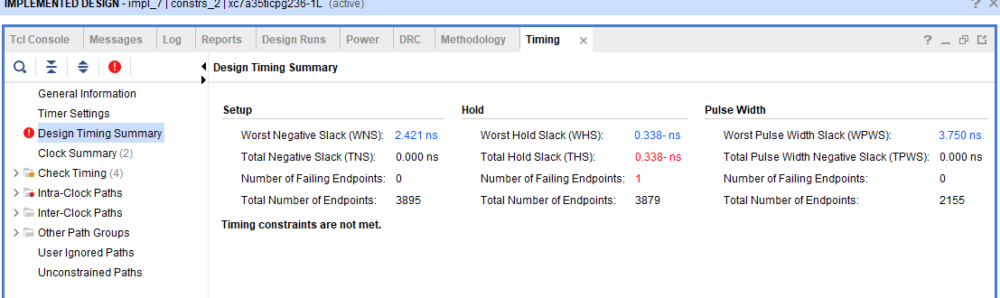 IMPLEMENTED DESIGN - impl_7 | constrs_2 | xc7a35ticpg236-1L (active) ? ×
Tcl Console Messages Log Reports Design Runs Power DRC Methodology Timing × ? _
Design Timing Summary
General Information
Timer Settings
Design Timing Summary
Clock Summary (2)
Check Timing (4)
Intra-Clock Paths
Inter-Clock Paths
Other Path Groups
User Ignored Paths
Unconstrained Paths
Setup Hold Pulse Width
Worst Negative Slack (WNS): 2.421 ns Worst Hold Slack (WHS): 0.338- ns Worst Pulse Width Slack (WPWS): 3.750 ns
Total Negative Slack (TNS): 0.000 ns Total Hold Slack (THS): 0.338- ns Total Pulse Width Negative Slack (TPWS): 0.000 ns
Number of Failing Endpoints: 0 Number of Failing Endpoints: 1 Number of Failing Endpoints: 0
Total Number of Endpoints: 3895 Total Number of Endpoints: 3879 Total Number of Endpoints: 2155
Timing constraints are not met.